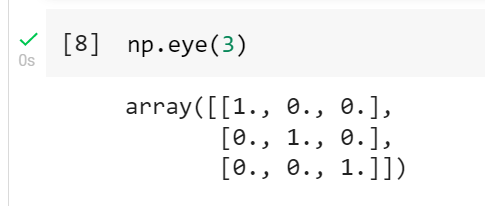 [8] np.eye(3)
0s
array([[1., 0., 0.],
[0., 1., 0.],
[0., 0., 1.]])